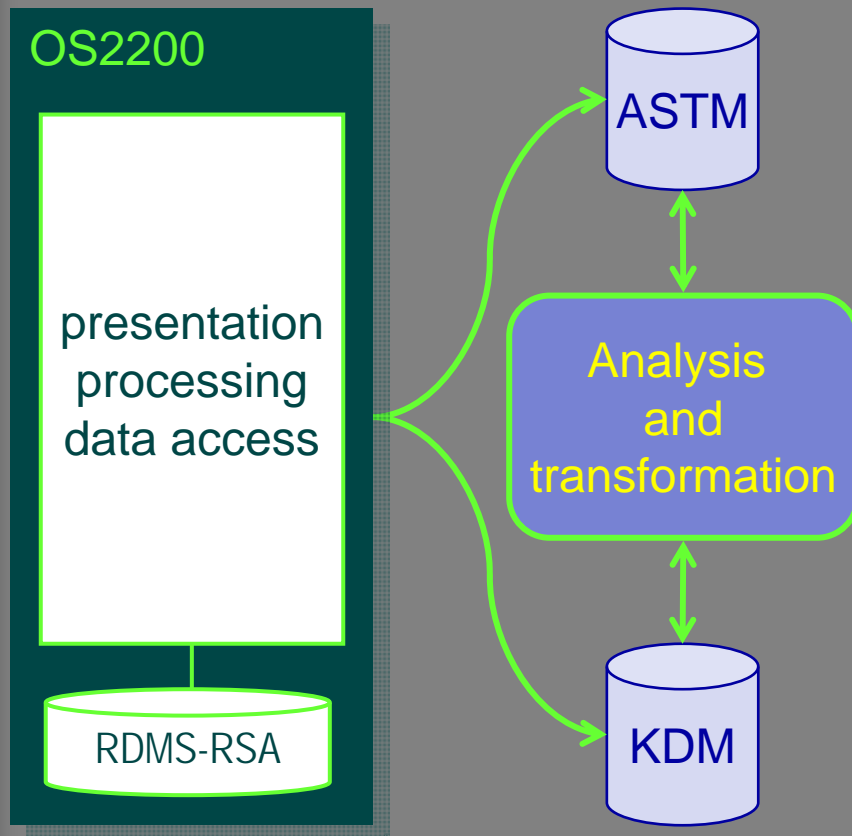 OS2200
presentation
processing
data access
RDMS-RSA
ASTM
Analysis
and
transformation
KDM